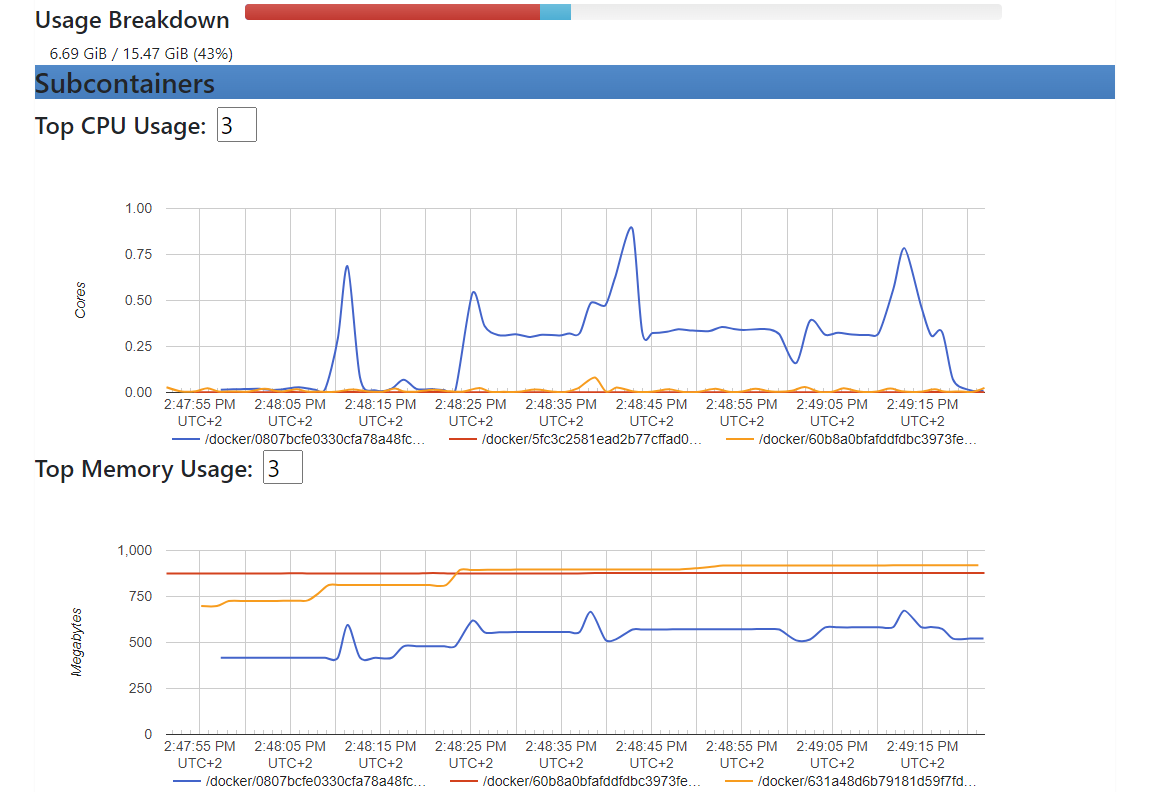 Usage Breakdown
6.69 GiB / 15.47 GiB (43%)
Subcontainers
Top CPU Usage: 3
1.00
0.75
0.50
0.25
0.00
Cores
2:47:55 PM 2:48:05 PM 2:48:15 PM 2:48:25 PM 2:48:35 PM 2:48:45 PM 2:48:55 PM 2:49:05 PM 2:49:15 PM
UTC+2 UTC+2 UTC+2 UTC+2 UTC+2 UTC+2 UTC+2 UTC+2 UTC+2
/docker/0807bcfe0330cfa78a48fc... /docker/5fc3c2581ead2b77cffad0... /docker/60b8a0bfafddfdbc3973fe...
Top Memory Usage: 3
1,000
750
500
250
0
Megabytes
2:47:55 PM 2:48:05 PM 2:48:15 PM 2:48:25 PM 2:48:35 PM 2:48:45 PM 2:48:55 PM 2:49:05 PM 2:49:15 PM
UTC+2 UTC+2 UTC+2 UTC+2 UTC+2 UTC+2 UTC+2 UTC+2 UTC+2
/docker/0807bcfe0330cfa78a48fc... /docker/60b8a0bfafddfdbc3973fe... /docker/631a48d6b79181d59f7fd...